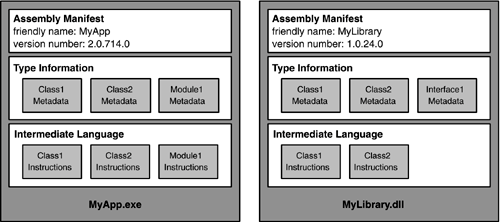 Assembly Manifest
friendly name: MyApp
version number: 2.0.714.0
Type Information
Class1 Metadata
Class2 Metadata
Module1 Metadata
Intermediate Language
Class1 Instructions
Class2 Instructions
Module1 Instructions
MyApp.exe
Assembly Manifest
friendly name: MyLibrary
version number: 1.0.24.0
Type Information
Class1 Metadata
Class2 Metadata
Interface1 Metadata
Intermediate Language
Class1 Instructions
Class2 Instructions
MyLibrary.dll